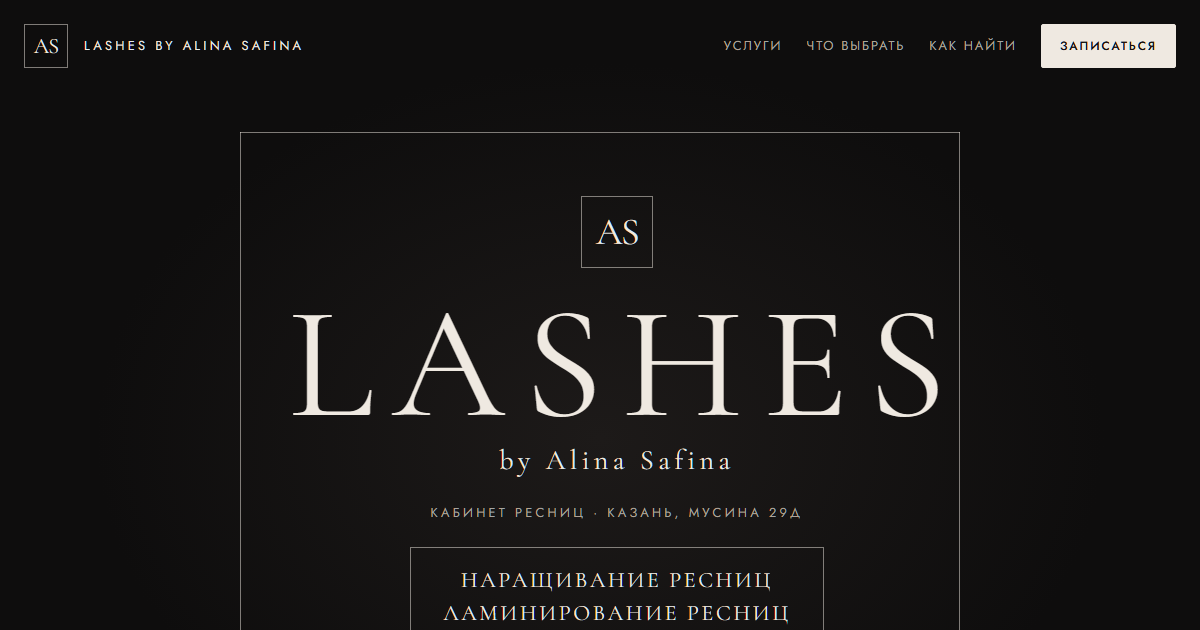 AS LASHES BY ALINA SAFINA УСЛУГИ ЧТО ВЫБРАТЬ КАК НАЙТИ ЗАПИСАТЬСЯ
AS
LASHES
by Alina Safina
КАБИНЕТ РЕСНИЦ · КАЗАНЬ, МУСИНА 29Д
НАРАЩИВАНИЕ РЕСНИЦ
ЛАМИНИРОВАНИЕ РЕСНИЦ